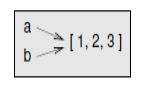 a
[ 1, 2, 3 ]
b